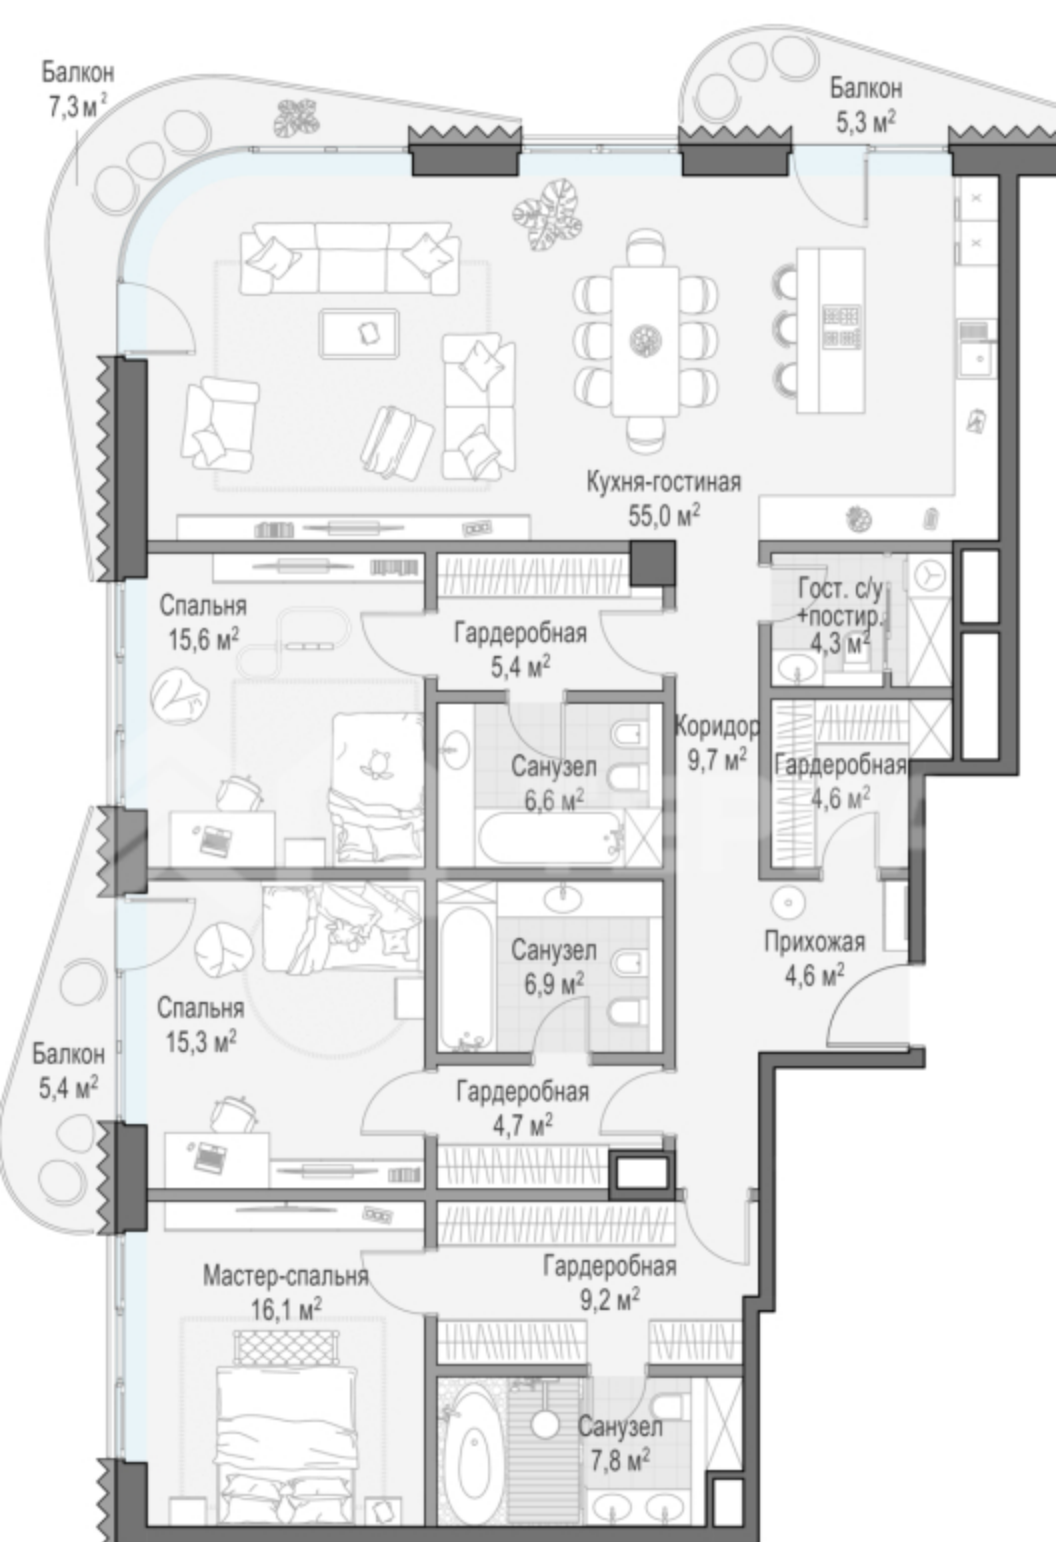 Балкон
7,3 м²
Балкон
5,3 м²
Кухня-гостиная
55,0 м²
Спальня
15,6 м²
Гардеробная
5,4 м²
Гост. с/у
+постир.
4,3 м²
Санузел
6,6 м²
Коридор
9,7 м²
Гардеробная
4,6 м²
Прихожая
4,6 м²
Санузел
6,9 м²
Спальня
15,3 м²
Балкон
5,4 м²
Гардеробная
4,7 м²
Мастер-спальня
16,1 м²
Гардеробная
9,2 м²
Санузел
7,8 м²